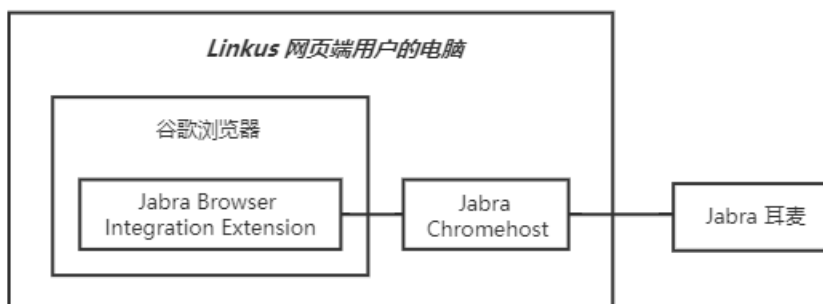 Linkus 网页端用户的电脑
谷歌浏览器
Jabra Browser
Integration Extension
Jabra
Chromehost
Jabra 耳麦